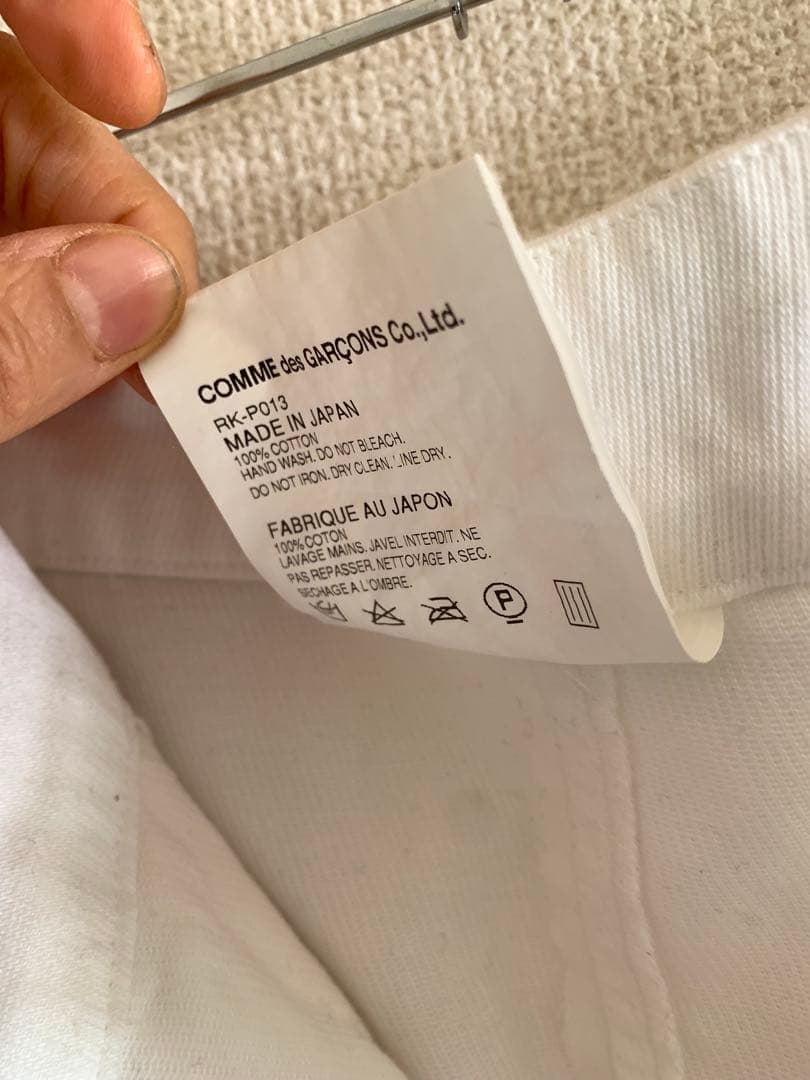 COMME des GARÇONS Co.,Ltd.
RK-P013
MADE IN JAPAN
100% COTTON
HAND WASH. DO NOT BLEACH.
DO NOT IRON. DRY CLEAN. LINE DRY.
FABRIQUE AU JAPON
100% COTON
LAVAGE MAINS. JAVEL INTERDIT. NE
PAS REPASSER. NETTOYAGE A SEC.
SECHAGE A L'OMBRE.
P